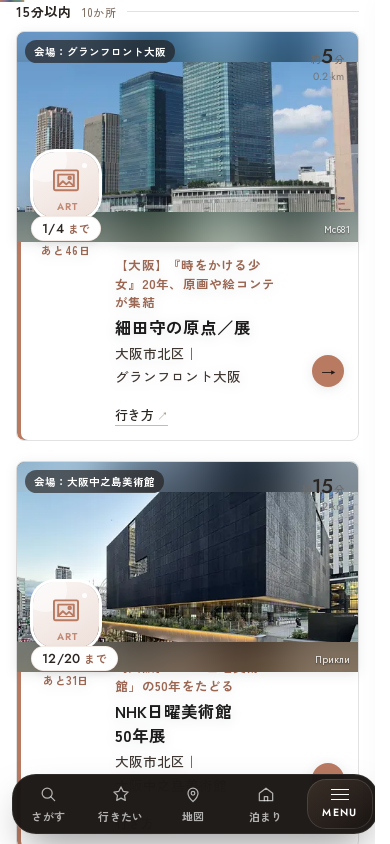 15分以内 10か所
会場：グランフロント大阪
5分
0.2 km
ART
1/4 まで
あと46日
Mc681
【大阪】『時をかける少
女』20年、原画や絵コンテ
が集結
細田守の原点／展
大阪市北区｜
グランフロント大阪
→
行き方 ↗
会場：大阪中之島美術館
15分
ART
12/20 まで
あと31日
Прикли
館」の50年をたどる
NHK日曜美術館
50年展
大阪市北区｜
さがす
行きたい
地図
泊まり
MENU